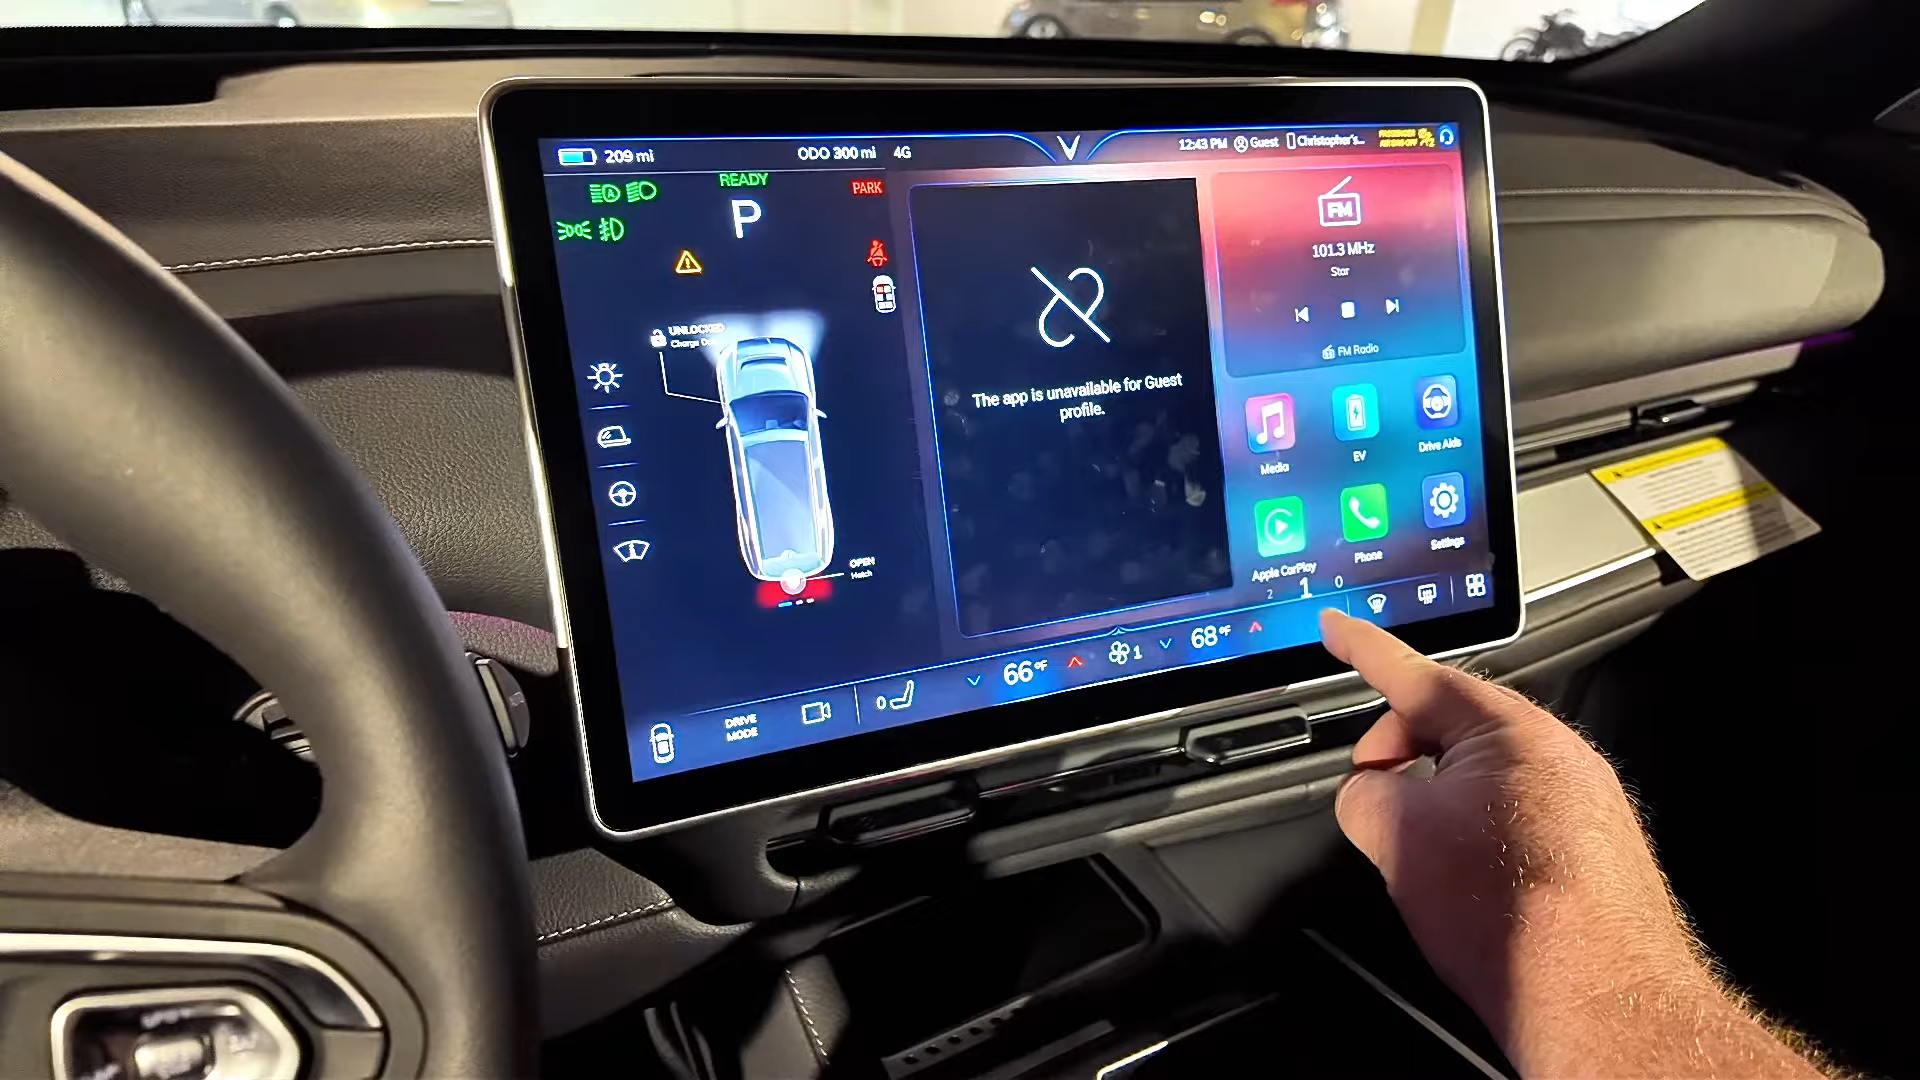 209 mi
ODO 300 mi
4G
12:43 PM
Guest
Christopher's...
READY
P
PARK
UNLOCKED
OPEN
Hatch
The app is unavailable for Guest
profile.
FM
101.3 MHz
Star
FM Radio
Media
EV
Drive Aids
Apple CarPlay
Phone
Settings
2
1
0
DRIVE
MODE
0
66°F
1
68°F